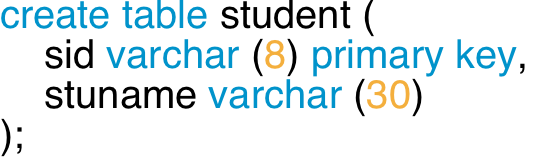 create table student (
sid varchar (8) primary key,
stuname varchar (30)
);